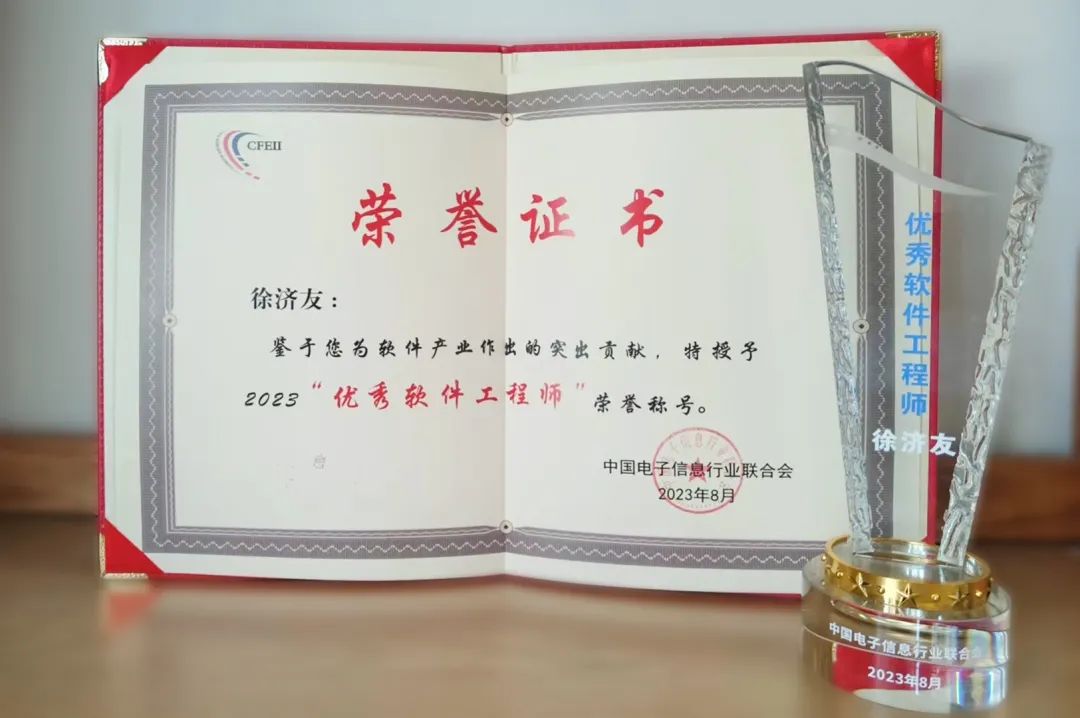 CFEII
荣誉证书
徐济友：
鉴于您为软件产业作出的突出贡献，特授予
2023“优秀软件工程师”荣誉称号。
中国电子信息行业联合会
2023年8月
优秀软件工程师
徐济友
中国电子信息行业联合会
2023年8月